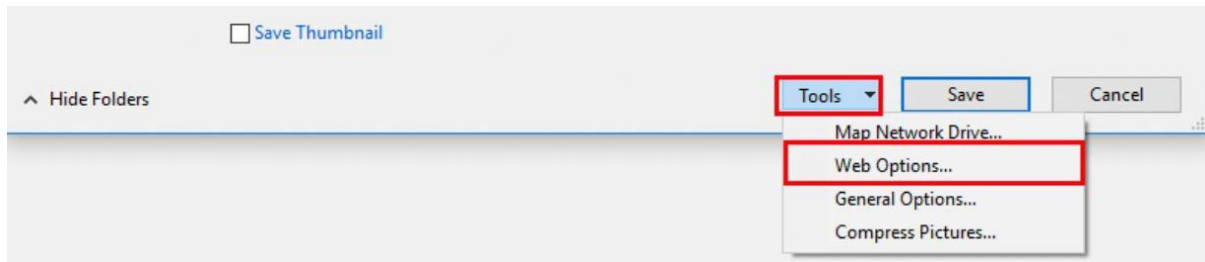 Save Thumbnail
Hide Folders
Tools
Save
Cancel
Map Network Drive...
Web Options...
General Options...
Compress Pictures...